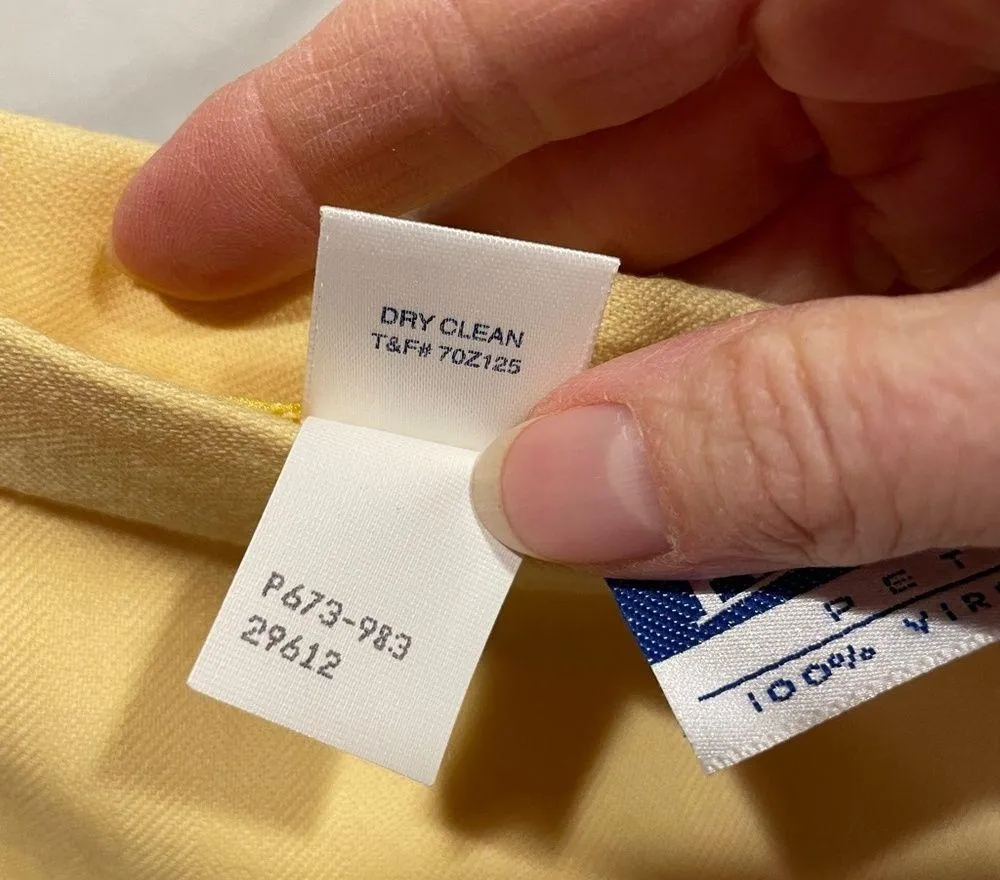 DRY CLEAN
T&F# 70Z125
P673-983
29612
PET
100% VIR